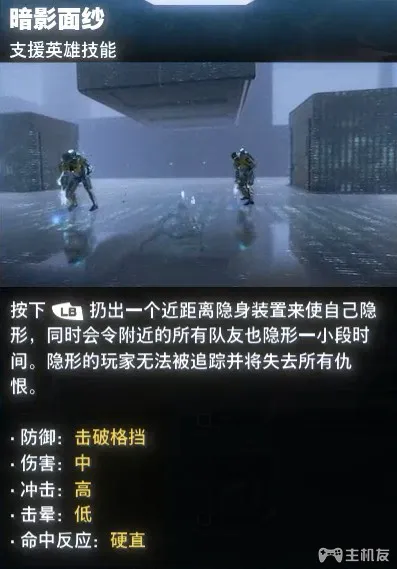 暗影面纱
支援英雄技能
按下 LB 扔出一个近距离隐身装置来使自己隐
形，同时会令附近的所有队友也隐形一小段时
间。隐形的玩家无法被追踪并将失去所有仇
恨。
· 防御：击破格挡
· 伤害：中
· 冲击：高
· 击晕：低
· 命中反应：硬直
主机友